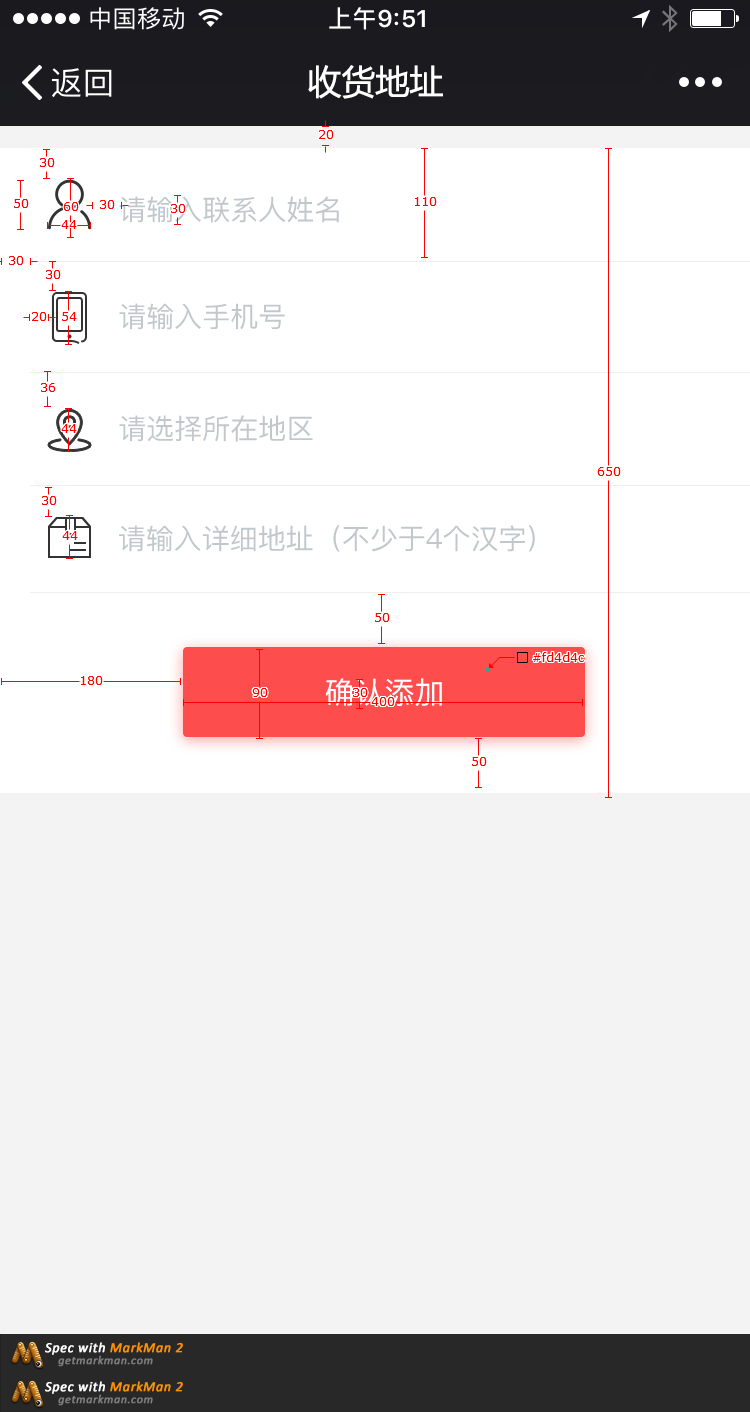 中国移动 上午9:51
返回 收货地址
20
30
50 60 30 请输入联系人姓名 30 110
44
30
30
20 54 请输入手机号
36
44 请选择所在地区
650
30
44 请输入详细地址（不少于4个汉字）
50
#fd4d4c
180 90 确认添加 30 400
50
Spec with MarkMan 2
getmarkman.com
Spec with MarkMan 2
getmarkman.com